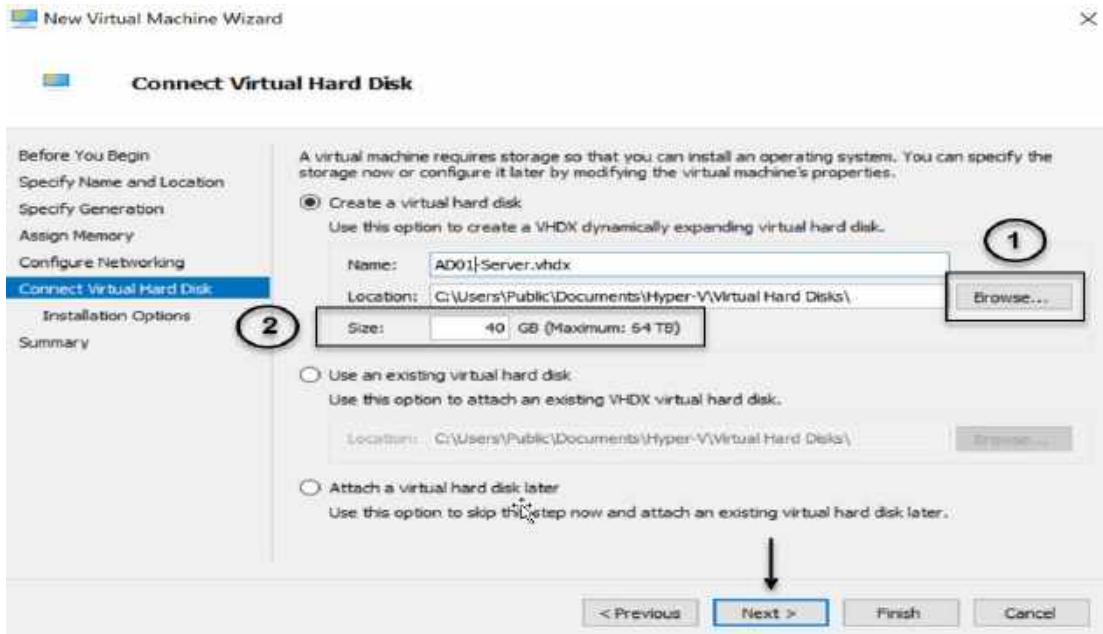 New Virtual Machine Wizard
Connect Virtual Hard Disk
Before You Begin
Specify Name and Location
Specify Generation
Assign Memory
Configure Networking
Connect Virtual Hard Disk
Installation Options
Summary
A virtual machine requires storage so that you can install an operating system. You can specify the
storage now or configure it later by modifying the virtual machine's properties.
Create a virtual hard disk
Use this option to create a VHDX dynamically expanding virtual hard disk.
1
Name: AD01-Server.vhdx
Location: C:\Users\Public\Documents\Hyper-V\Virtual Hard Disks\ Browse...
2
Size: 40 GB (Maximum: 64 TB)
Use an existing virtual hard disk
Use this option to attach an existing VHDX virtual hard disk.
Location: C:\Users\Public\Documents\Hyper-V\Virtual Hard Disks\ Browse...
Attach a virtual hard disk later
Use this option to skip this step now and attach an existing virtual hard disk later.
< Previous Next > Finish Cancel